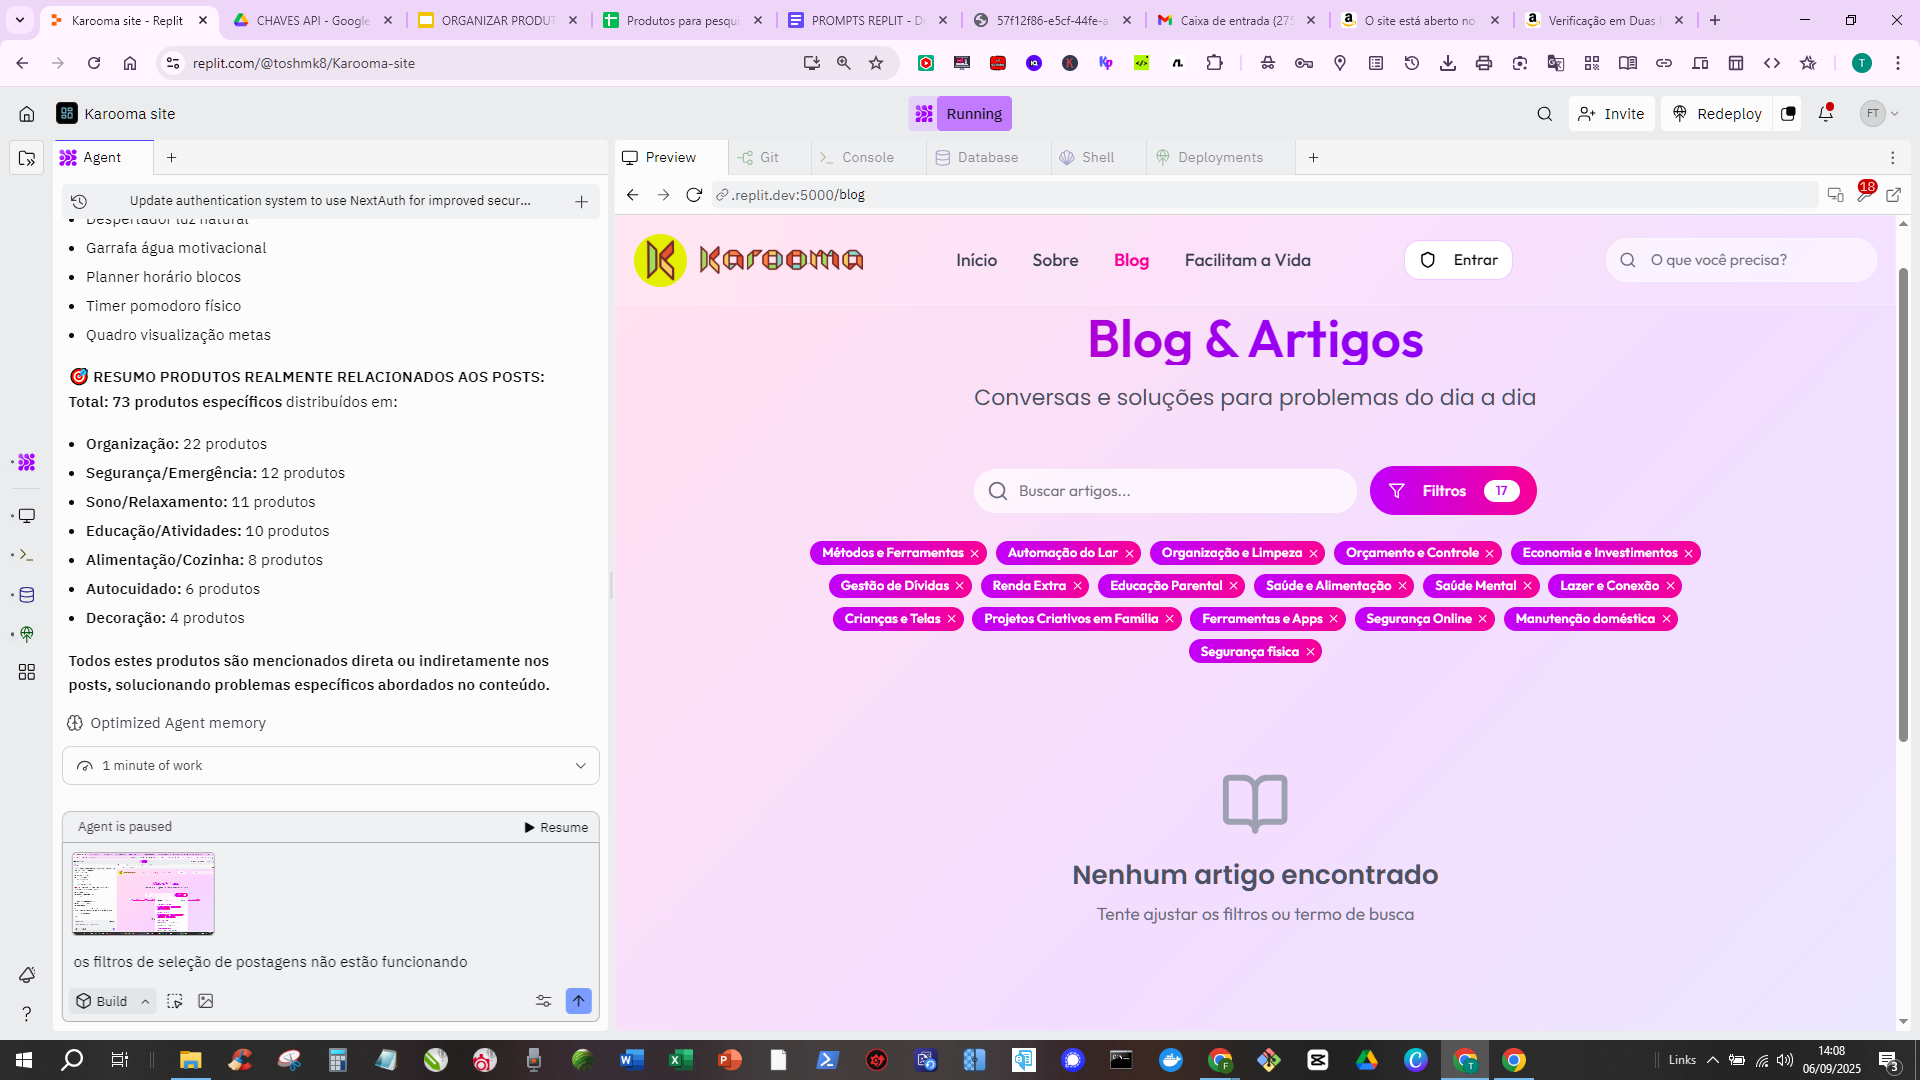 Karooma site - Replit
CHAVES API - Google
ORGANIZAR PRODUT
Produtos para pesqui
PROMPTS REPLIT - Do
57f12f86-e5cf-44fe-a
Caixa de entrada (275
O site está aberto no
Verificação em Duas
replit.com/@toshmk8/Karooma-site
Karooma site
Running
Invite
Redeploy
FT
Agent
Preview
Git
Console
Database
Shell
Deployments
Update authentication system to use NextAuth for improved secur...
.replit.dev:5000/blog
18
Despertador luz natural
Garrafa água motivacional
Planner horário blocos
Timer pomodoro físico
Quadro visualização metas
RESUMO PRODUTOS REALMENTE RELACIONADOS AOS POSTS:
Total: 73 produtos específicos distribuídos em:
Organização: 22 produtos
Segurança/Emergência: 12 produtos
Sono/Relaxamento: 11 produtos
Educação/Atividades: 10 produtos
Alimentação/Cozinha: 8 produtos
Autocuidado: 6 produtos
Decoração: 4 produtos
Todos estes produtos são mencionados direta ou indiretamente nos
posts, solucionando problemas específicos abordados no conteúdo.
Optimized Agent memory
1 minute of work
Agent is paused
Resume
os filtros de seleção de postagens não estão funcionando
Build
Karooma
Início
Sobre
Blog
Facilitam a Vida
Entrar
O que você precisa?
Blog & Artigos
Conversas e soluções para problemas do dia a dia
Buscar artigos...
Filtros 17
Métodos e Ferramentas
Automação do Lar
Organização e Limpeza
Orçamento e Controle
Economia e Investimentos
Gestão de Dívidas
Renda Extra
Educação Parental
Saúde e Alimentação
Saúde Mental
Lazer e Conexão
Crianças e Telas
Projetos Criativos em Família
Ferramentas e Apps
Segurança Online
Manutenção doméstica
Segurança física
Nenhum artigo encontrado
Tente ajustar os filtros ou termo de busca
Links
14:08
06/09/2025
3